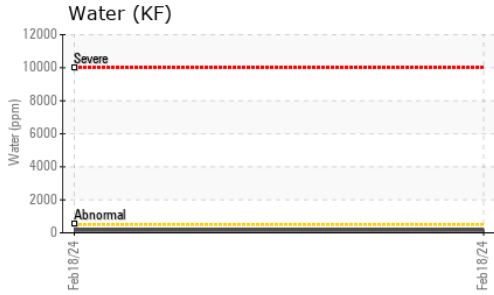 Water (KF)
12000
Severe
10000
8000
6000
4000
2000
Abnormal
0
Water (ppm)
Feb18/24
Feb18/24